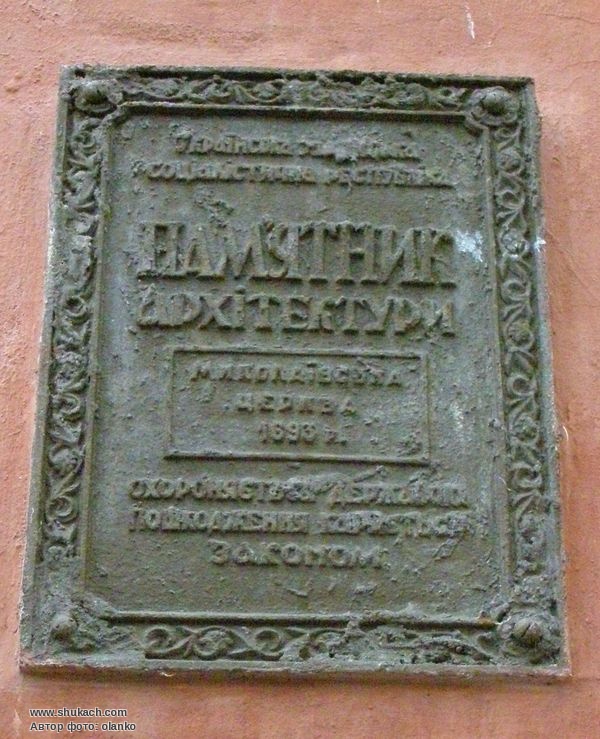 Українська Радянська
Соціалістична Республіка
ПАМ'ЯТНИК
АРХІТЕКТУРИ
МИКОЛАЇВСЬКА
ЦЕРКВА
1693 р.
ОХОРОНЯЄТЬСЯ ДЕРЖАВОЮ
ПОШКОДЖЕННЯ КАРАЄТЬСЯ
ЗАКОНОМ
www.shukach.com
Автор фото: olanko